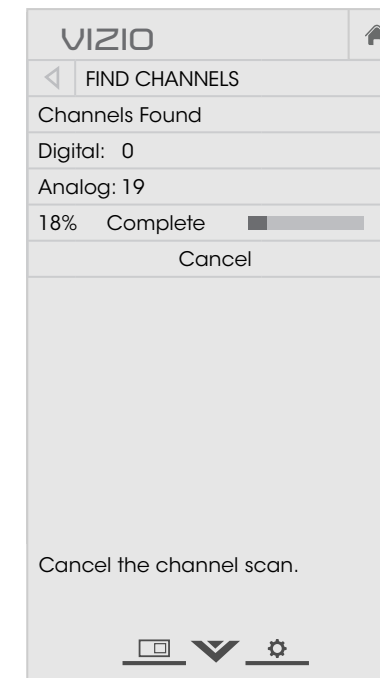 VIZIO
FIND CHANNELS
Channels Found
Digital: 0
Analog: 19
18% Complete
Cancel
Cancel the channel scan.